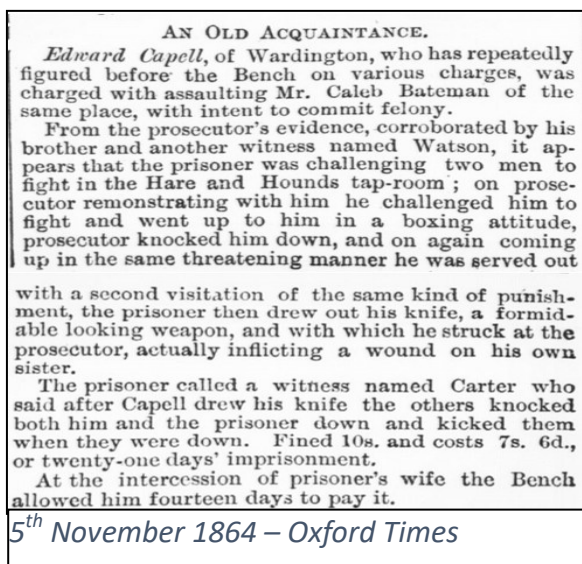 AN OLD ACQUAINTANCE.
Edward Capell, of Wardington, who has repeatedly
figured before the Bench on various charges, was
charged with assaulting Mr. Caleb Bateman of the
same place, with intent to commit felony.
From the prosecutor's evidence, corroborated by his
brother and another witness named Watson, it ap-
pears that the prisoner was challenging two men to
fight in the Hare and Hounds tap-room ; on prose-
cutor remonstrating with him he challenged him to
fight and went up to him in a boxing attitude,
prosecutor knocked him down, and on again coming
up in the same threatening manner he was served out
with a second visitation of the same kind of punish-
ment, the prisoner then drew out his knife, a formid-
able looking weapon, and with which he struck at the
prosecutor, actually inflicting a wound on his own
sister.
The prisoner called a witness named Carter who
said after Capell drew his knife the others knocked
both him and the prisoner down and kicked them
when they were down. Fined 10s. and costs 7s. 6d.,
or twenty-one days' imprisonment.
At the intercession of prisoner's wife the Bench
allowed him fourteen days to pay it.
5th November 1864 – Oxford Times